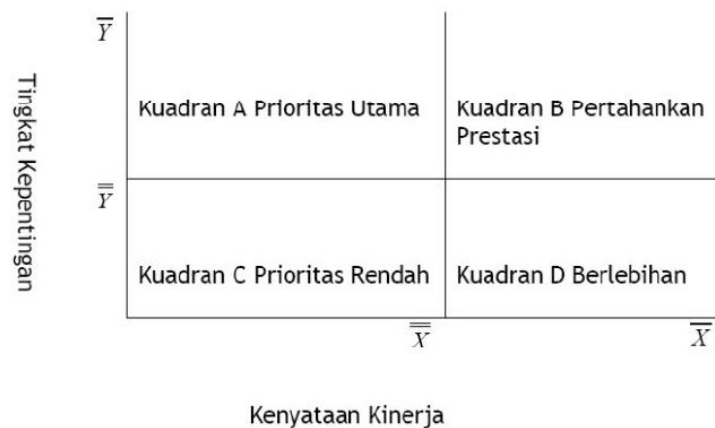 Y̅
Tingkat Kepentingan
Kuadran A Prioritas Utama
Kuadran B Pertahankan
Prestasi
Y̿
Kuadran C Prioritas Rendah
Kuadran D Berlebihan
X̿
X̅
Kenyataan Kinerja